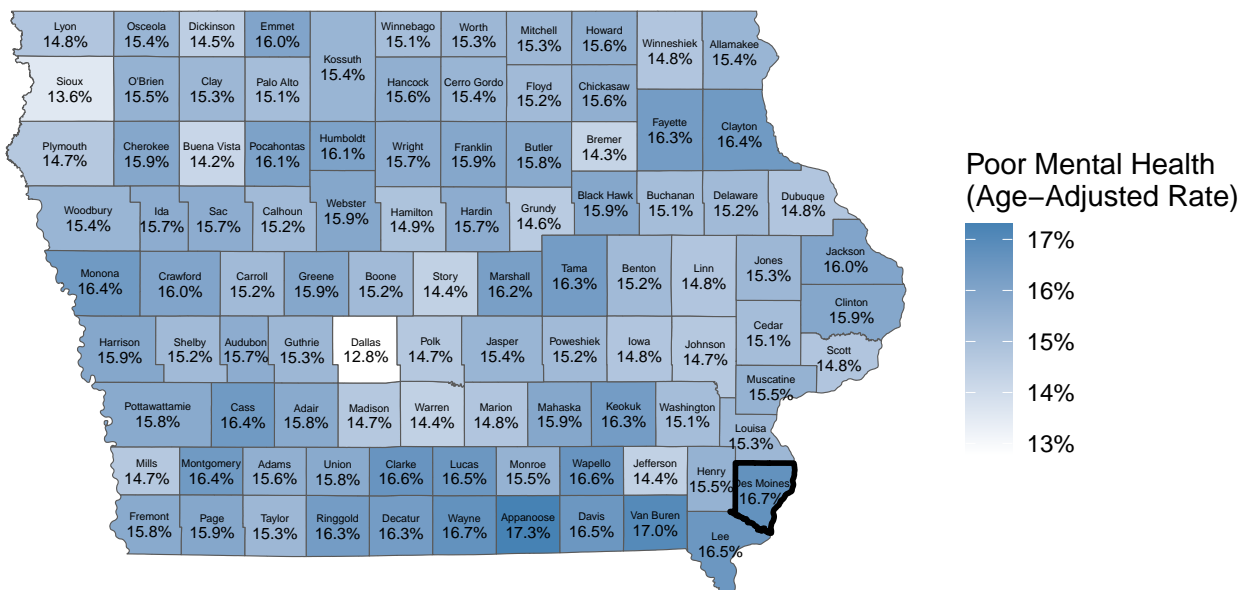 Lyon
14.8%
Osceola
15.4%
Dickinson
14.5%
Emmet
16.0%
Kossuth
15.4%
Winnebago
15.1%
Worth
15.3%
Mitchell
15.3%
Howard
15.6%
Winneshiek
14.8%
Allamakee
15.4%
Sioux
13.6%
O'Brien
15.5%
Clay
15.3%
Palo Alto
15.1%
Hancock
15.6%
Cerro Gordo
15.4%
Floyd
15.2%
Chickasaw
15.6%
Fayette
16.3%
Clayton
16.4%
Plymouth
14.7%
Cherokee
15.9%
Buena Vista
14.2%
Pocahontas
16.1%
Humboldt
16.1%
Wright
15.7%
Franklin
15.9%
Butler
15.8%
Bremer
14.3%
Woodbury
15.4%
Ida
15.7%
Sac
15.7%
Calhoun
15.2%
Webster
15.9%
Hamilton
14.9%
Hardin
15.7%
Grundy
14.6%
Black Hawk
15.9%
Buchanan
15.1%
Delaware
15.2%
Dubuque
14.8%
Monona
16.4%
Crawford
16.0%
Carroll
15.2%
Greene
15.9%
Boone
15.2%
Story
14.4%
Marshall
16.2%
Tama
16.3%
Benton
15.2%
Linn
14.8%
Jones
15.3%
Jackson
16.0%
Clinton
15.9%
Harrison
15.9%
Shelby
15.2%
Audubon
15.7%
Guthrie
15.3%
Dallas
12.8%
Polk
14.7%
Jasper
15.4%
Poweshiek
15.2%
Iowa
14.8%
Johnson
14.7%
Cedar
15.1%
Scott
14.8%
Muscatine
15.5%
Pottawattamie
15.8%
Cass
16.4%
Adair
15.8%
Madison
14.7%
Warren
14.4%
Marion
14.8%
Mahaska
15.9%
Keokuk
16.3%
Washington
15.1%
Louisa
15.3%
Mills
14.7%
Montgomery
16.4%
Adams
15.6%
Union
15.8%
Clarke
16.6%
Lucas
16.5%
Monroe
15.5%
Wapello
16.6%
Jefferson
14.4%
Henry
15.5%
Des Moines
16.7%
Fremont
15.8%
Page
15.9%
Taylor
15.3%
Ringgold
16.3%
Decatur
16.3%
Wayne
16.7%
Appanoose
17.3%
Davis
16.5%
Van Buren
17.0%
Lee
16.5%
Poor Mental Health
(Age−Adjusted Rate)
17%
16%
15%
14%
13%